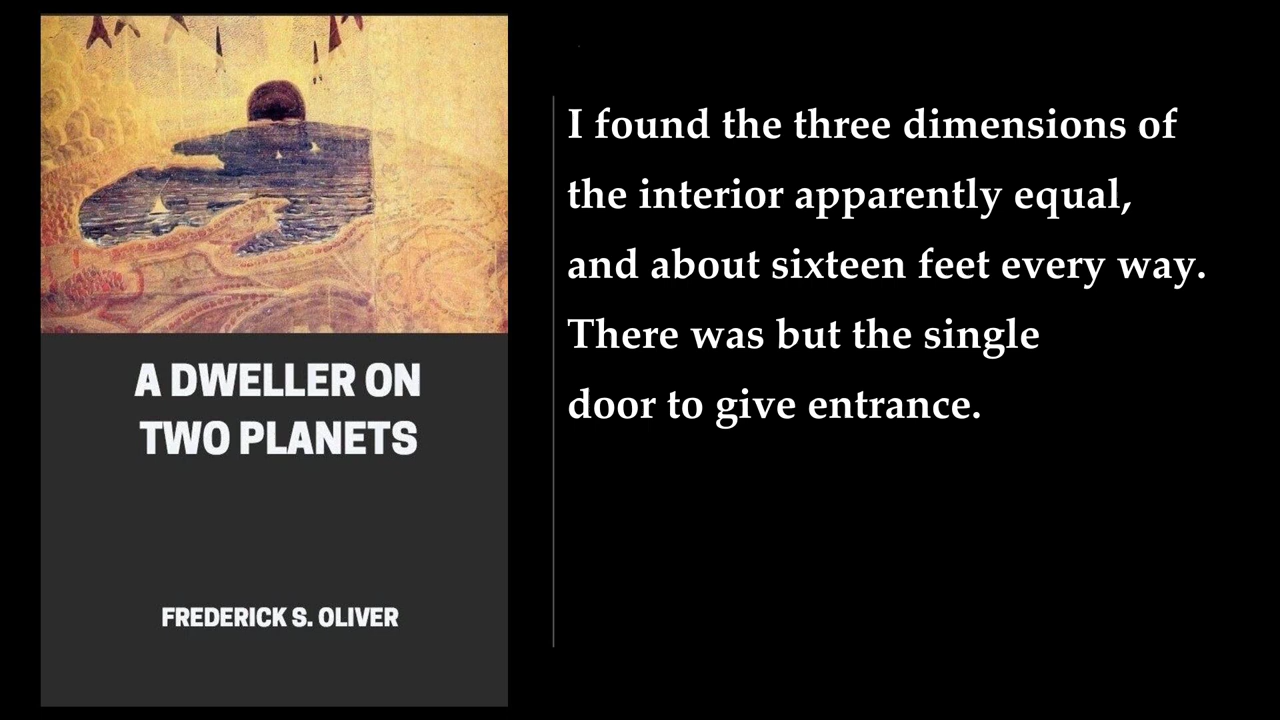 A DWELLER ON
TWO PLANETS
FREDERICK S. OLIVER
I found the three dimensions of
the interior apparently equal,
and about sixteen feet every way.
There was but the single
door to give entrance.